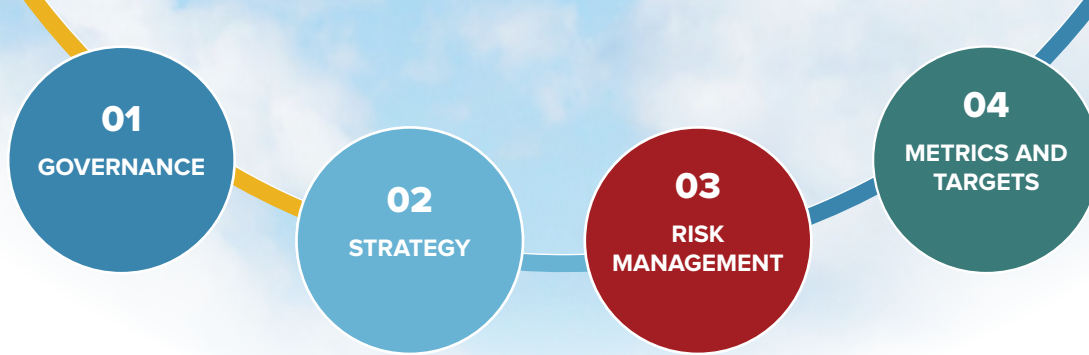 01
GOVERNANCE
02
STRATEGY
03
RISK
MANAGEMENT
04
METRICS AND
TARGETS